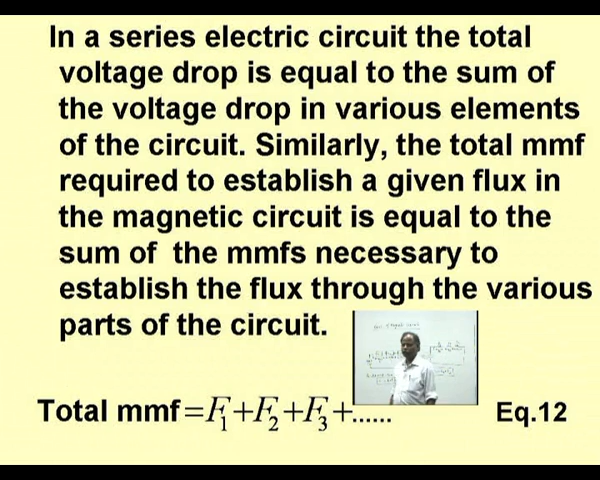 In a series electric circuit the total
voltage drop is equal to the sum of
the voltage drop in various elements
of the circuit. Similarly, the total mmf
required to establish a given flux in
the magnetic circuit is equal to the
sum of the mmfs necessary to
establish the flux through the various
parts of the circuit.
Total mmf=F₁+F₂+F₃+...... Eq.12